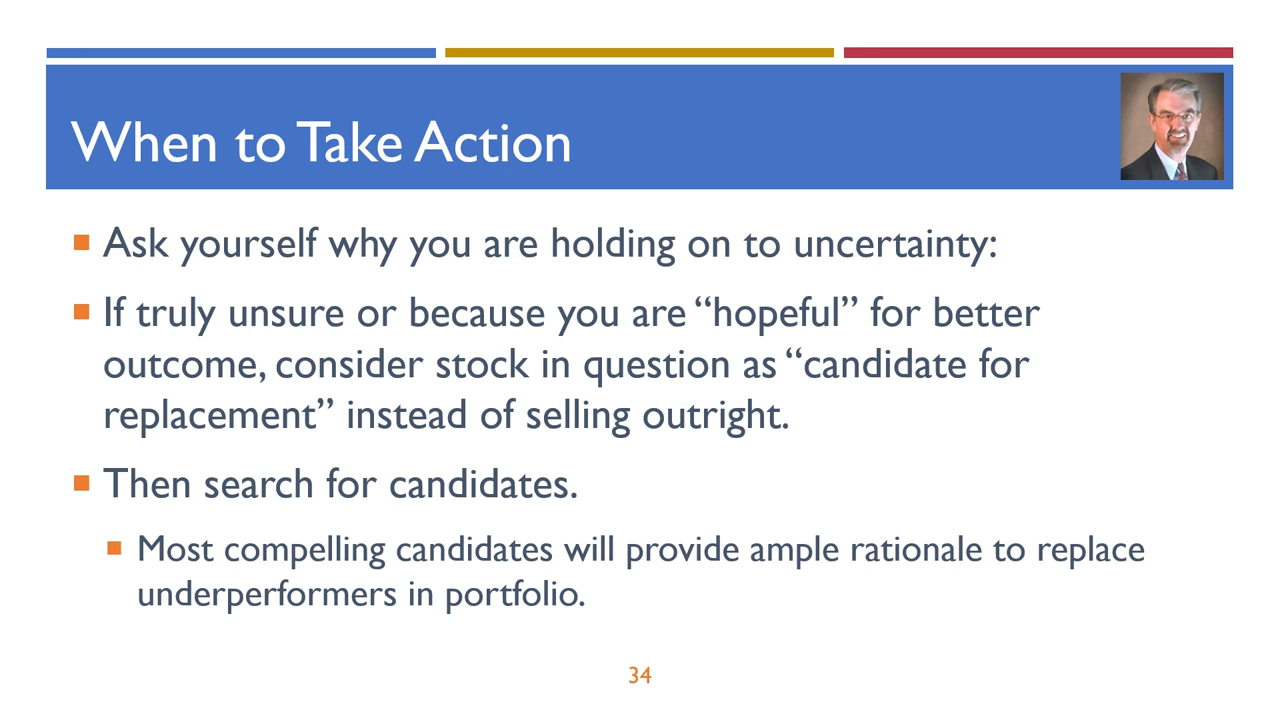 When to Take Action
Ask yourself why you are holding on to uncertainty:
If truly unsure or because you are “hopeful” for better
outcome, consider stock in question as “candidate for
replacement” instead of selling outright.
Then search for candidates.
Most compelling candidates will provide ample rationale to replace
underperformers in portfolio.
34